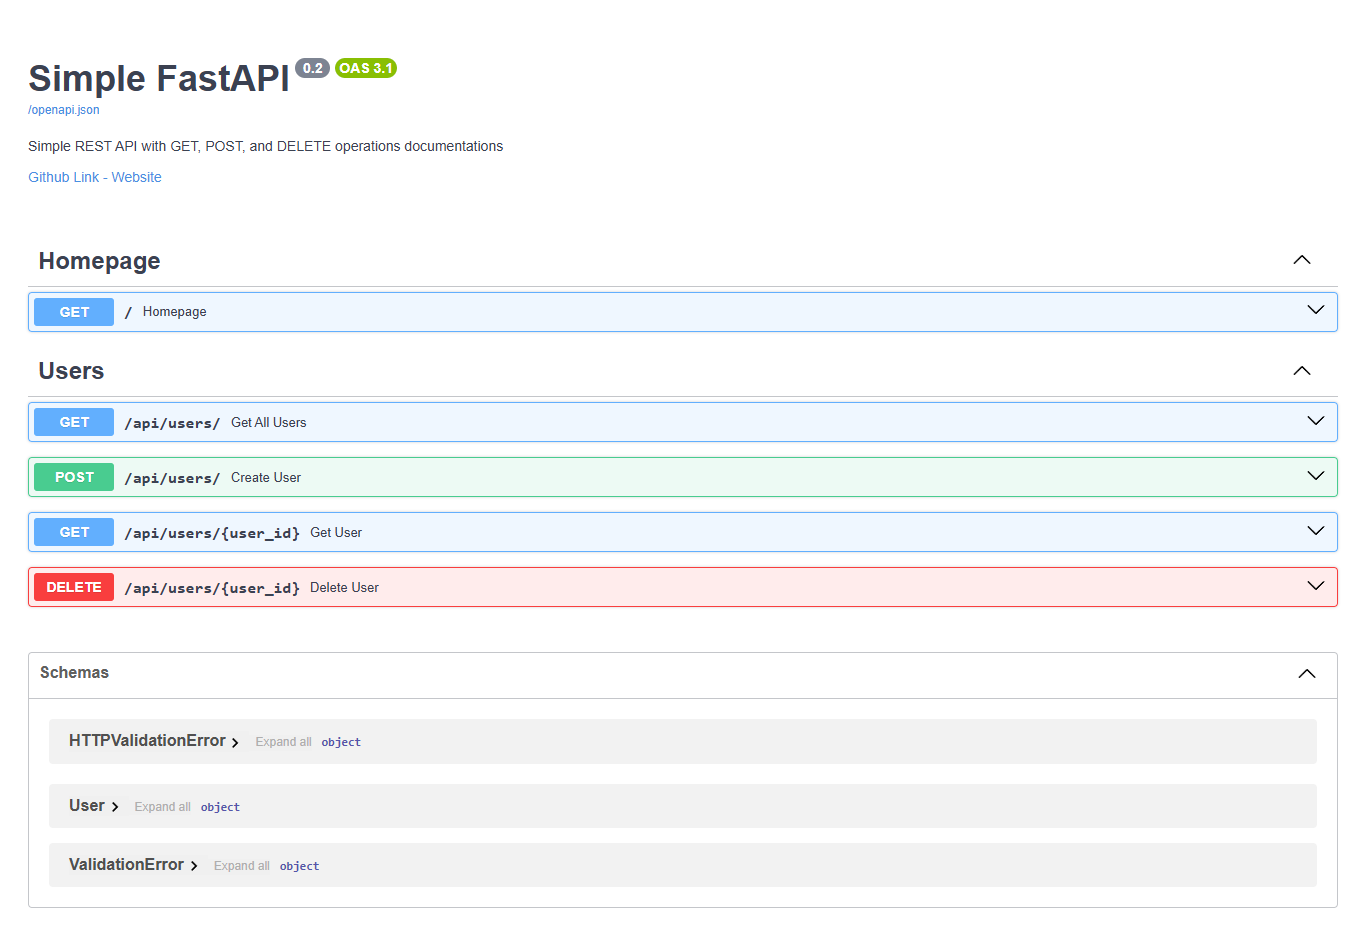 Simple FastAPI 0.2 OAS 3.1
/openapi.json
Simple REST API with GET, POST, and DELETE operations documentations
Github Link - Website
Homepage
GET / Homepage
Users
GET /api/users/ Get All Users
POST /api/users/ Create User
GET /api/users/{user_id} Get User
DELETE /api/users/{user_id} Delete User
Schemas
HTTPValidationError Expand all object
User Expand all object
ValidationError Expand all object